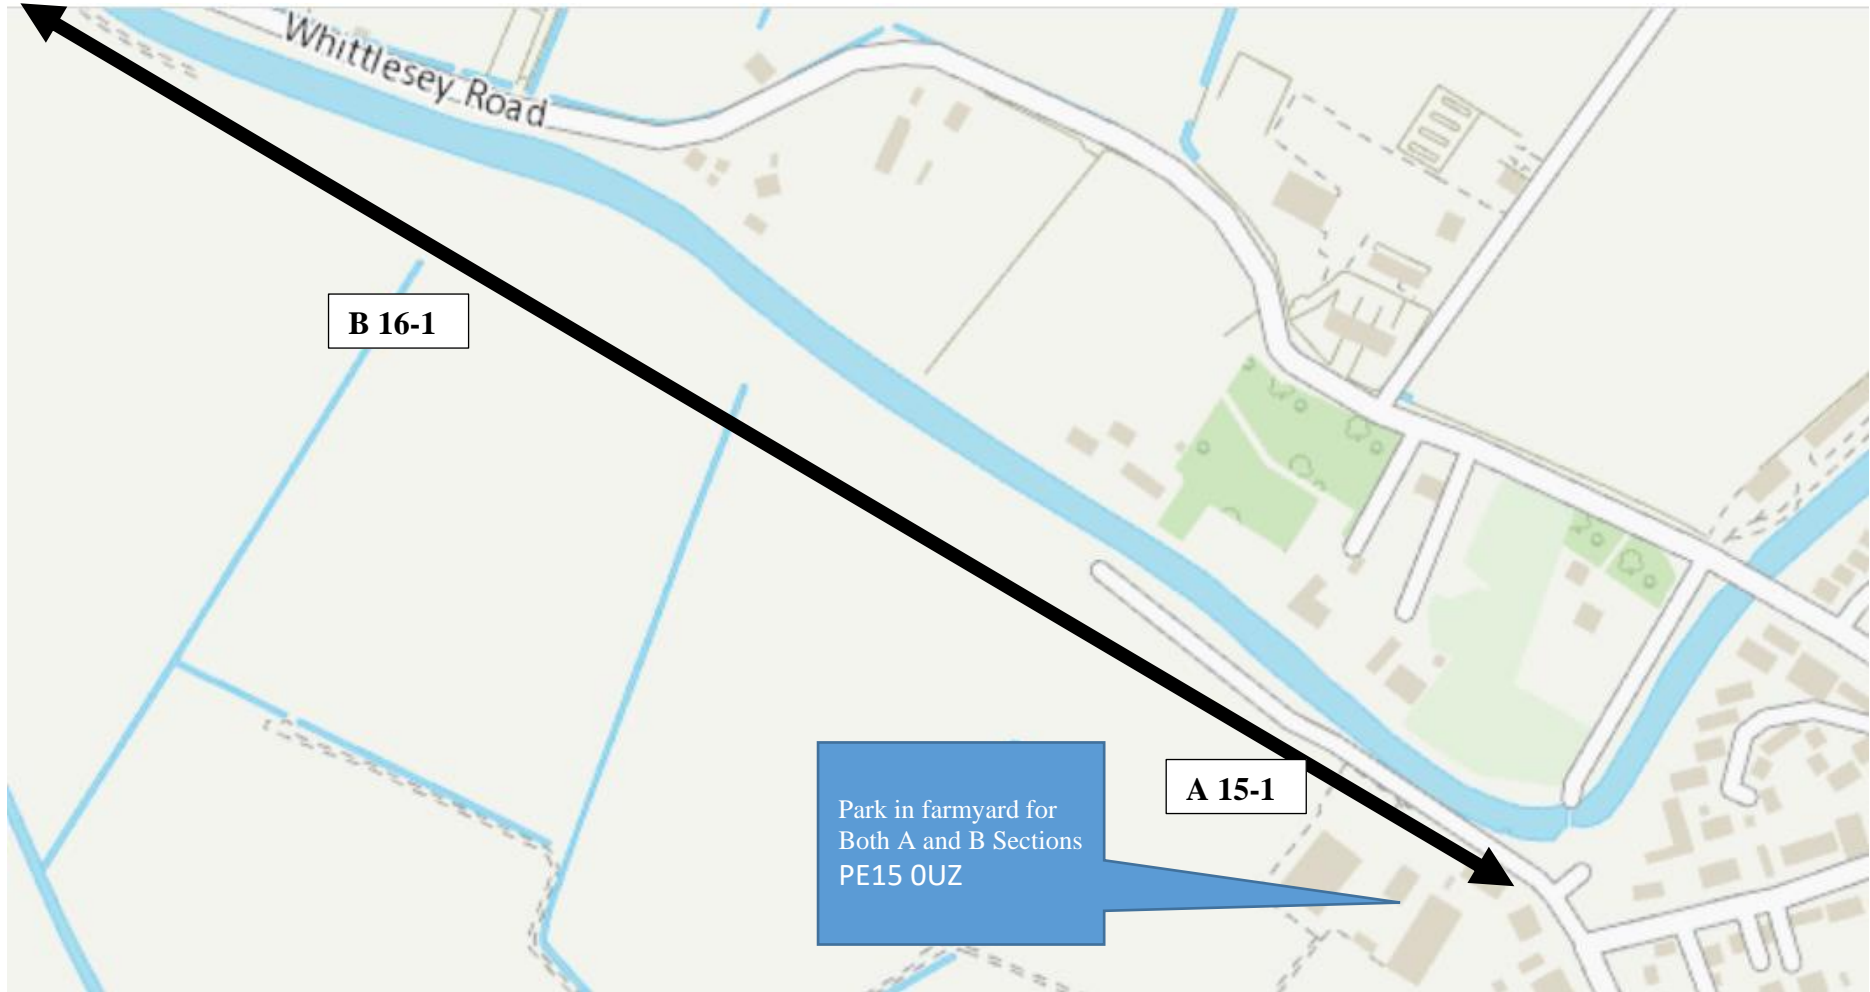 Whittlesey Road
B 16-1
A 15-1
Park in farmyard for
Both A and B Sections
PE15 0UZ